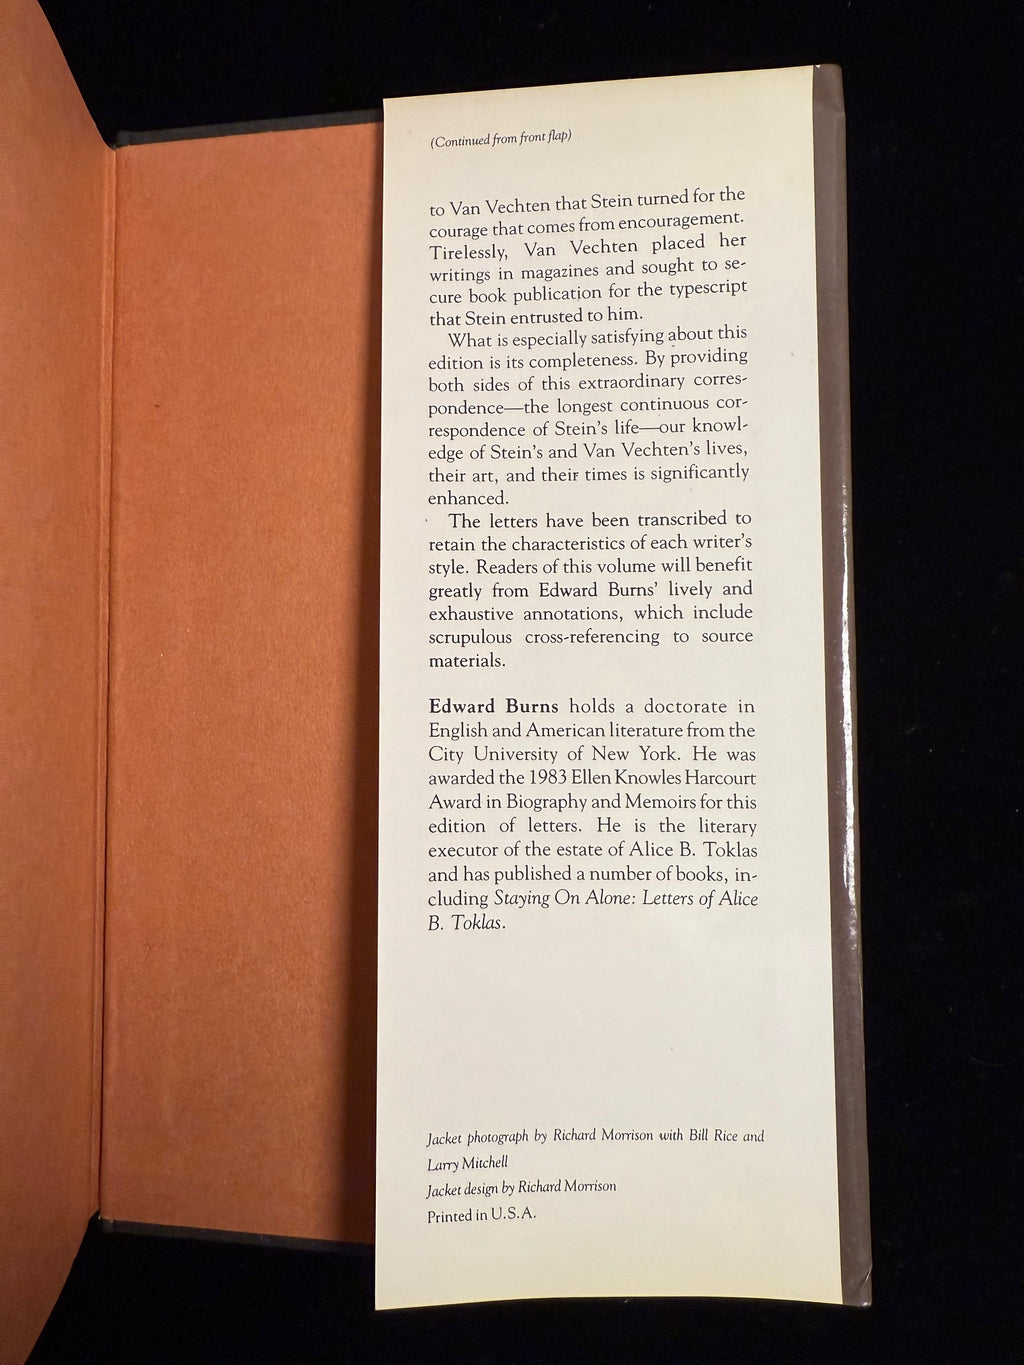 (Continued from front flap)
to Van Vechten that Stein turned for the
courage that comes from encouragement.
Tirelessly, Van Vechten placed her
writings in magazines and sought to se-
cure book publication for the typescript
that Stein entrusted to him.
What is especially satisfying about this
edition is its completeness. By providing
both sides of this extraordinary corres-
pondence—the longest continuous cor-
respondence of Stein's life—our knowl-
edge of Stein's and Van Vechten's lives,
their art, and their times is significantly
enhanced.
The letters have been transcribed to
retain the characteristics of each writer's
style. Readers of this volume will benefit
greatly from Edward Burns' lively and
exhaustive annotations, which include
scrupulous cross-referencing to source
materials.
Edward Burns holds a doctorate in
English and American literature from the
City University of New York. He was
awarded the 1983 Ellen Knowles Harcourt
Award in Biography and Memoirs for this
edition of letters. He is the literary
executor of the estate of Alice B. Toklas
and has published a number of books, in-
cluding Staying On Alone: Letters of Alice
B. Toklas.
Jacket photograph by Richard Morrison with Bill Rice and
Larry Mitchell
Jacket design by Richard Morrison
Printed in U.S.A.